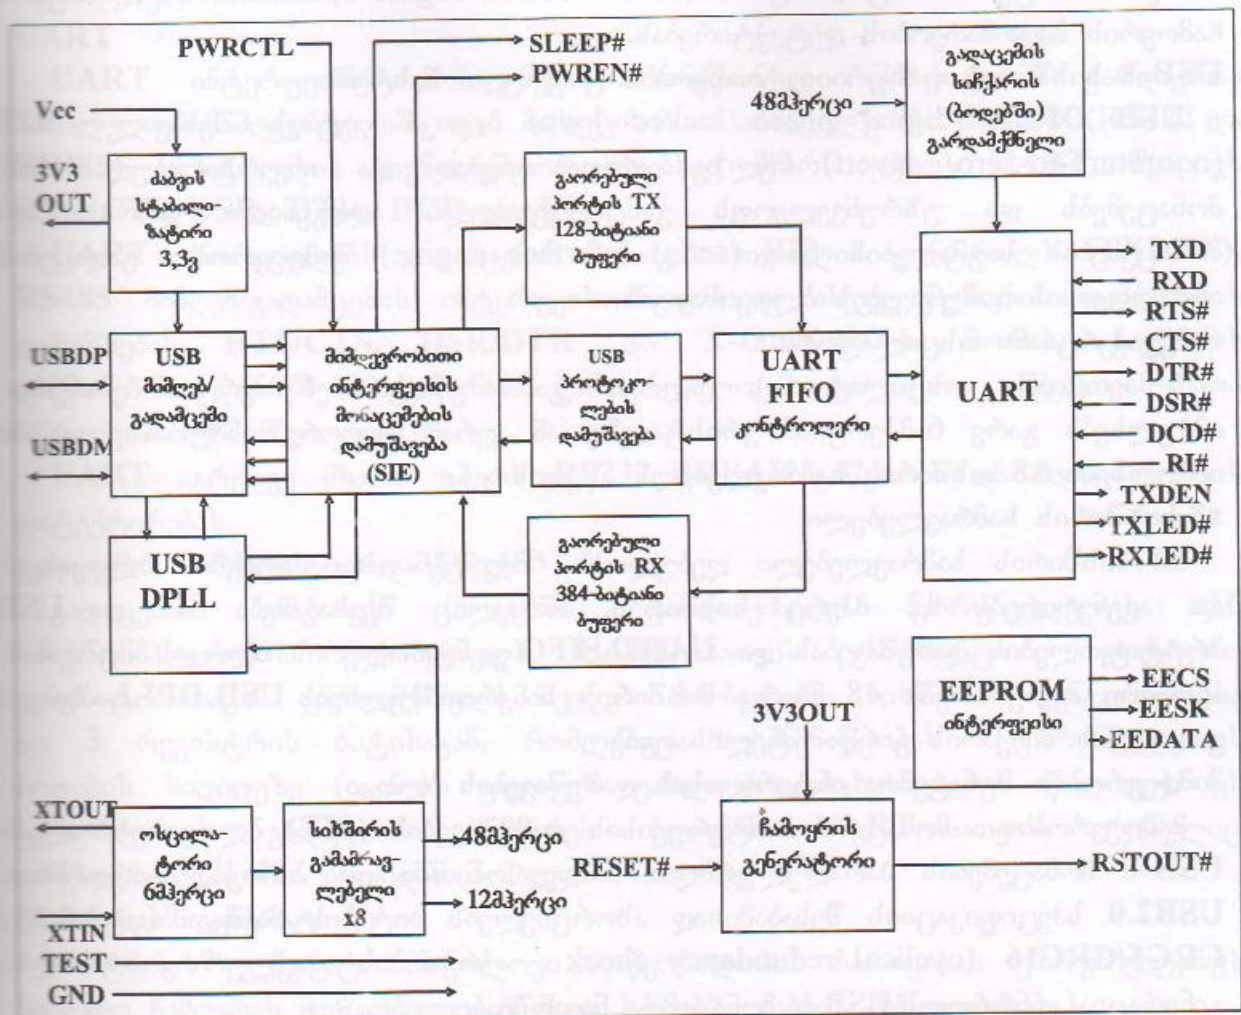 PWRCTL
SLEEP#
PWREN#
Vcc
3V3
OUT
ძაბვის
სტაბილი-
ზატორი
3,3ვ
გაორებული
პორტის TX
128-ბიტიანი
ბუფერი
48მჰერცი
გადაცემის
სიჩქარის
(ბოდებში)
გარდამქმნელი
USBDP
USBDM
USB
მიმღებ/
გადამცემი
მიმდევრობითი
ინტერფეისის
მონაცემების
დამუშავება
(SIE)
USB
პროტოკო-
ლების
დამუშავება
UART
FIFO
კონტროლერი
UART
TXD
RXD
RTS#
CTS#
DTR#
DSR#
DCD#
RI#
TXDEN
TXLED#
RXLED#
USB
DPLL
გაორებული
პორტის RX
384-ბიტიანი
ბუფერი
EEPROM
ინტერფეისი
EECS
EESK
EEDATA
3V3OUT
XTOUT
XTIN
ოსცილა-
ტორი
6მჰერცი
სიხშირის
გამამრავ-
ლებელი
x8
48მჰერცი
12მჰერცი
RESET#
ჩამოყრის
გენერატორი
RSTOUT#
TEST
GND